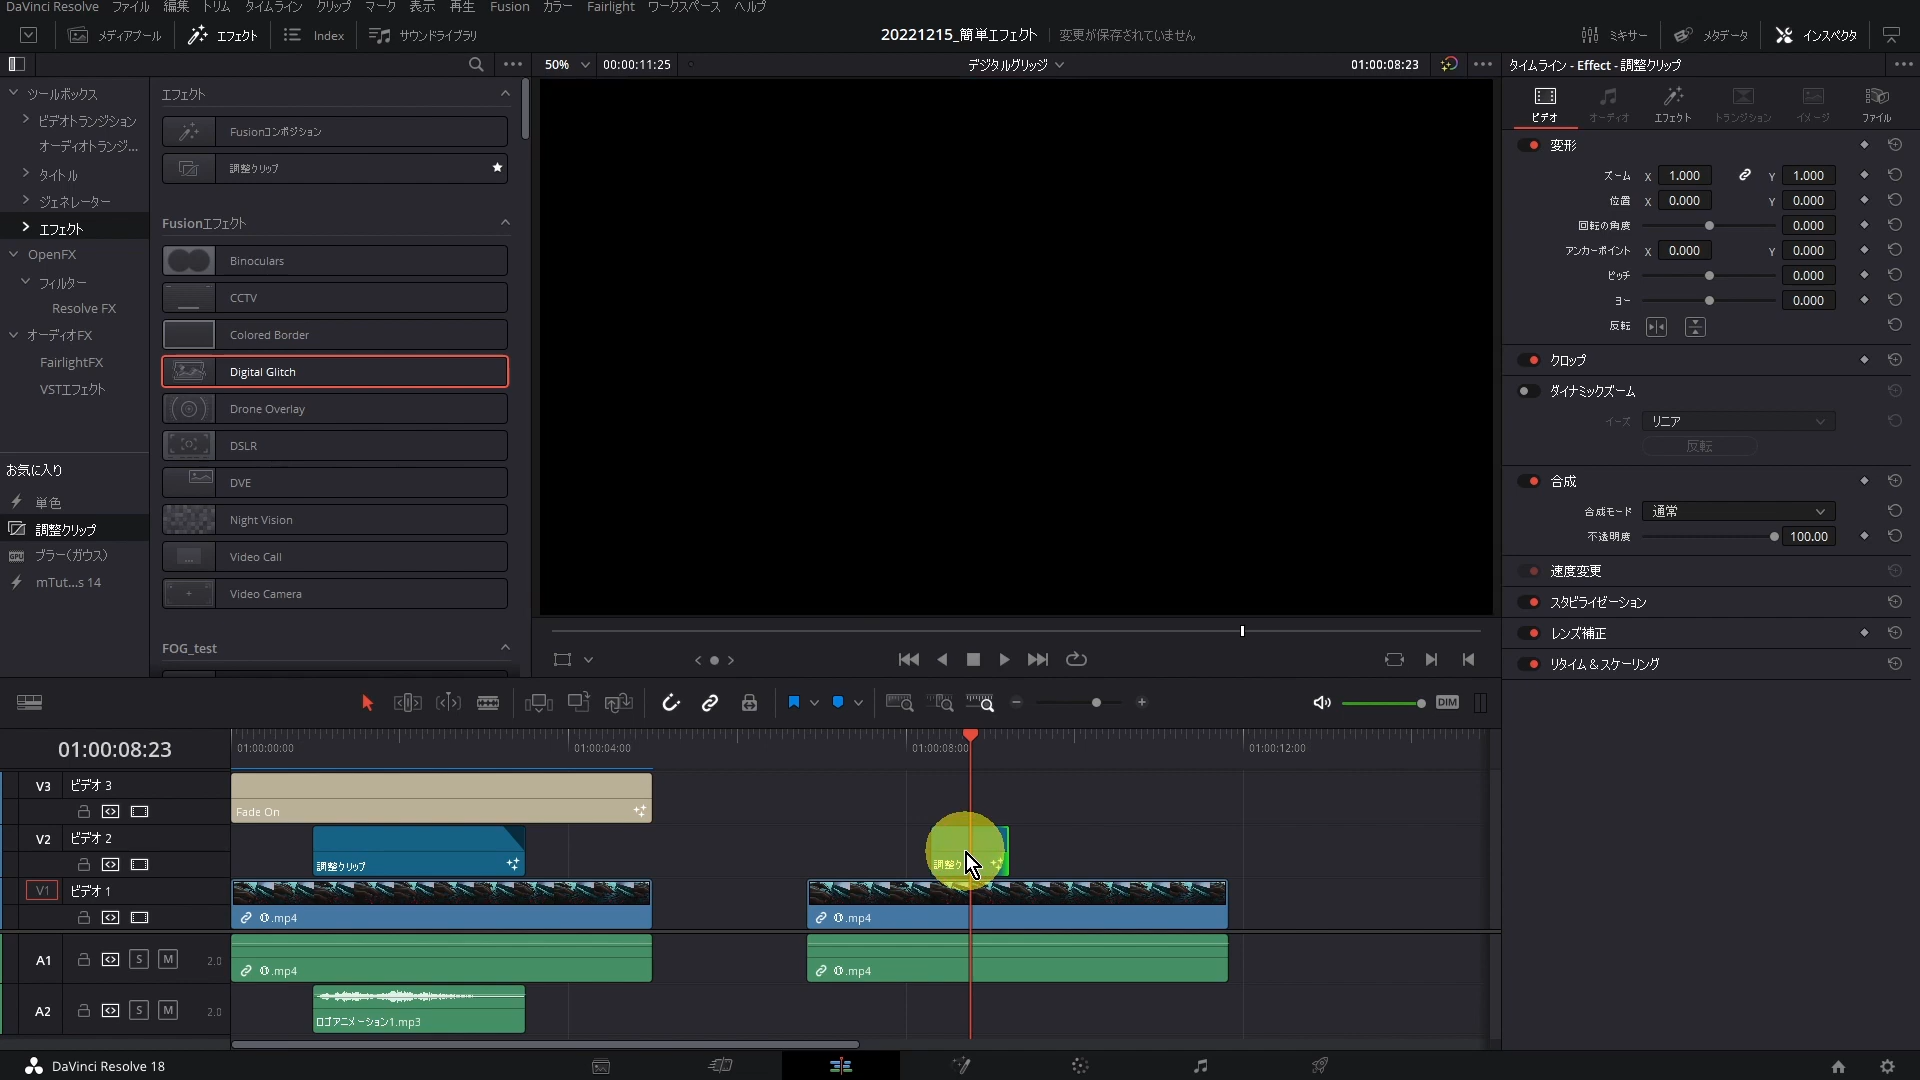 DaVinci Resolve ファイル 編集 トリム タイムライン クリップ マーク 表示 再生 Fusion カラー Fairlight ワークスペース ヘルプ
メディアプール エフェクト Index サウンドライブラリ 20221215_簡単エフェクト 変更が保存されていません ミキサー メタデータ インスペクタ
50% 00:00:11:25 デジタルグリッジ 01:00:08:23 タイムライン - Effect - 調整クリップ
ツールボックス
ビデオトランジション
オーディオトランジ...
タイトル
ジェネレーター
エフェクト
OpenFX
フィルター
Resolve FX
オーディオFX
FairlightFX
VSTエフェクト
お気に入り
単色
調整クリップ
ブラー(ガウス)
mTut...s 14
エフェクト
Fusionコンポジション
調整クリップ
Fusionエフェクト
Binoculars
CCTV
Colored Border
Digital Glitch
Drone Overlay
DSLR
DVE
Night Vision
Video Call
Video Camera
FOG_test
ビデオ オーディオ エフェクト トランジション イメージ ファイル
変形
ズーム X 1.000 Y 1.000
位置 X 0.000 Y 0.000
回転の角度 0.000
アンカーポイント X 0.000 Y 0.000
ピッチ 0.000
ヨー 0.000
反転
クロップ
ダイナミックズーム
イーズ リニア
反転
合成
合成モード 通常
不透明度 100.00
速度変更
スタビライゼーション
レンズ補正
リタイム & スケーリング
DIM
01:00:08:23 01:00:00:00 01:00:04:00 01:00:08:00 01:00:12:00
V3 ビデオ 3
Fade On
V2 ビデオ 2
調整クリップ 調整ク
V1 ビデオ 1
①.mp4 ①.mp4
A1 S M 2.0
①.mp4 ①.mp4
A2 S M 2.0
ロゴアニメーション1.mp3
DaVinci Resolve 18